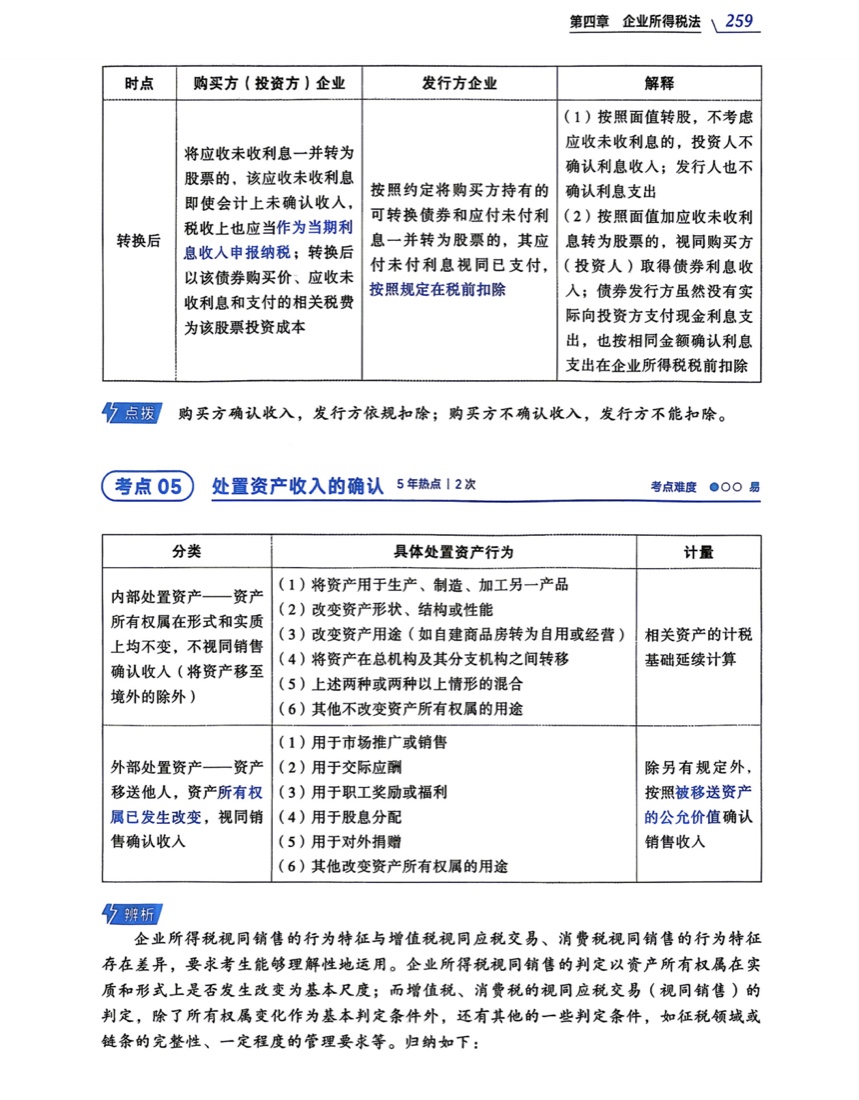 第四章 企业所得税法 259
时点 购买方（投资方）企业 发行方企业 解释
转换后
将应收未收利息一并转为
股票的，该应收未收利息
即使会计上未确认收入，
税收上也应当作为当期利
息收入申报纳税；转换后
以该债券购买价、应收未
收利息和支付的相关税费
为该股票投资成本
按照约定将购买方持有的
可转换债券和应付未付利
息一并转为股票的，其应
付未付利息视同已支付，
按照规定在税前扣除
（1）按照面值转股，不考虑
应收未收利息的，投资人不
确认利息收入；发行人也不
确认利息支出
（2）按照面值加应收未收利
息转为股票的，视同购买方
（投资人）取得债券利息收
入；债券发行方虽然没有实
际向投资方支付现金利息支
出，也按相同金额确认利息
支出在企业所得税税前扣除
点拨 购买方确认收入，发行方依规扣除；购买方不确认收入，发行方不能扣除。
考点 05 处置资产收入的确认 5年热点|2次 考点难度 ●○○ 易
分类 具体处置资产行为 计量
内部处置资产——资产
所有权属在形式和实质
上均不变，不视同销售
确认收入（将资产移至
境外的除外）
（1）将资产用于生产、制造、加工另一产品
（2）改变资产形状、结构或性能
（3）改变资产用途（如自建商品房转为自用或经营）
（4）将资产在总机构及其分支机构之间转移
（5）上述两种或两种以上情形的混合
（6）其他不改变资产所有权属的用途
相关资产的计税
基础延续计算
外部处置资产——资产
移送他人，资产所有权
属已发生改变，视同销
售确认收入
（1）用于市场推广或销售
（2）用于交际应酬
（3）用于职工奖励或福利
（4）用于股息分配
（5）用于对外捐赠
（6）其他改变资产所有权属的用途
除另有规定外，
按照被移送资产
的公允价值确认
销售收入
辨析
企业所得税视同销售的行为特征与增值税视同应税交易、消费税视同销售的行为特征
存在差异，要求考生能够理解性地运用。企业所得税视同销售的判定以资产所有权属在实
质和形式上是否发生改变为基本尺度；而增值税、消费税的视同应税交易（视同销售）的
判定，除了所有权属变化作为基本判定条件外，还有其他的一些判定条件，如征税领域或
链条的完整性、一定程度的管理要求等。归纳如下：